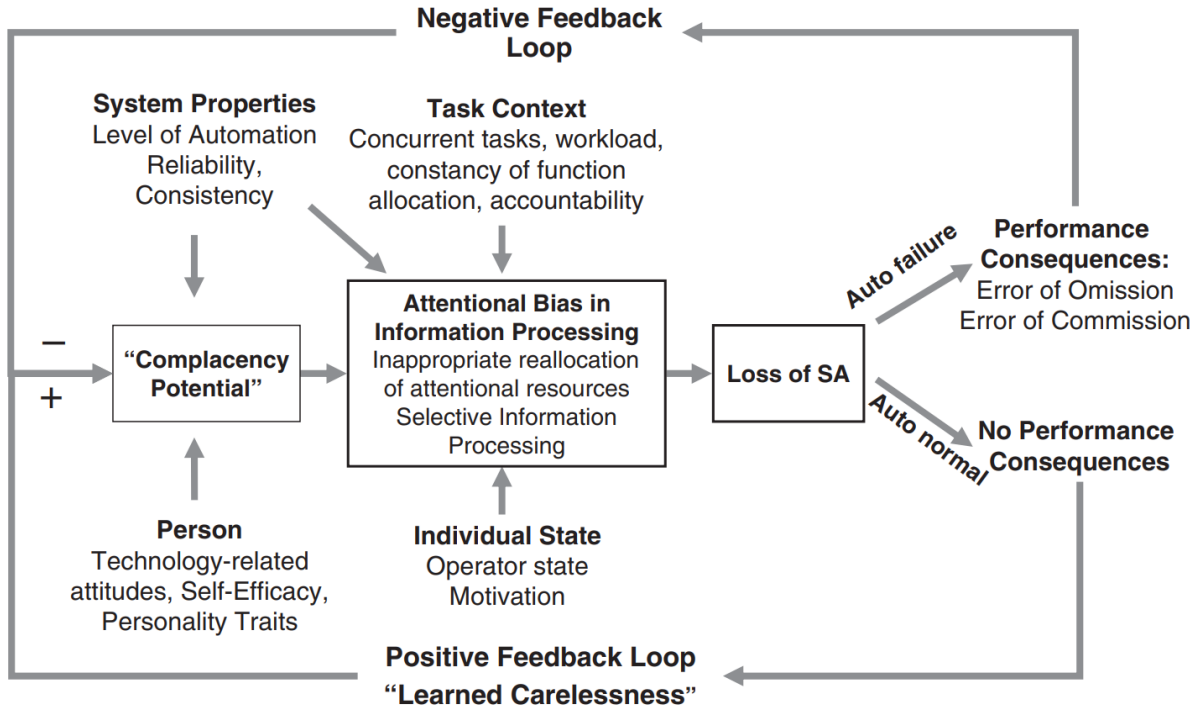 Negative Feedback
Loop
System Properties
Level of Automation
Reliability,
Consistency
Task Context
Concurrent tasks, workload,
constancy of function
allocation, accountability
Auto failure
Performance
Consequences:
Error of Omission
Error of Commission
Attentional Bias in
Information Processing
Inappropriate reallocation
of attentional resources
Selective Information
Processing
−
+
“Complacency
Potential”
Loss of SA
Auto normal
No Performance
Consequences
Person
Technology-related
attitudes, Self-Efficacy,
Personality Traits
Individual State
Operator state
Motivation
Positive Feedback Loop
“Learned Carelessness”